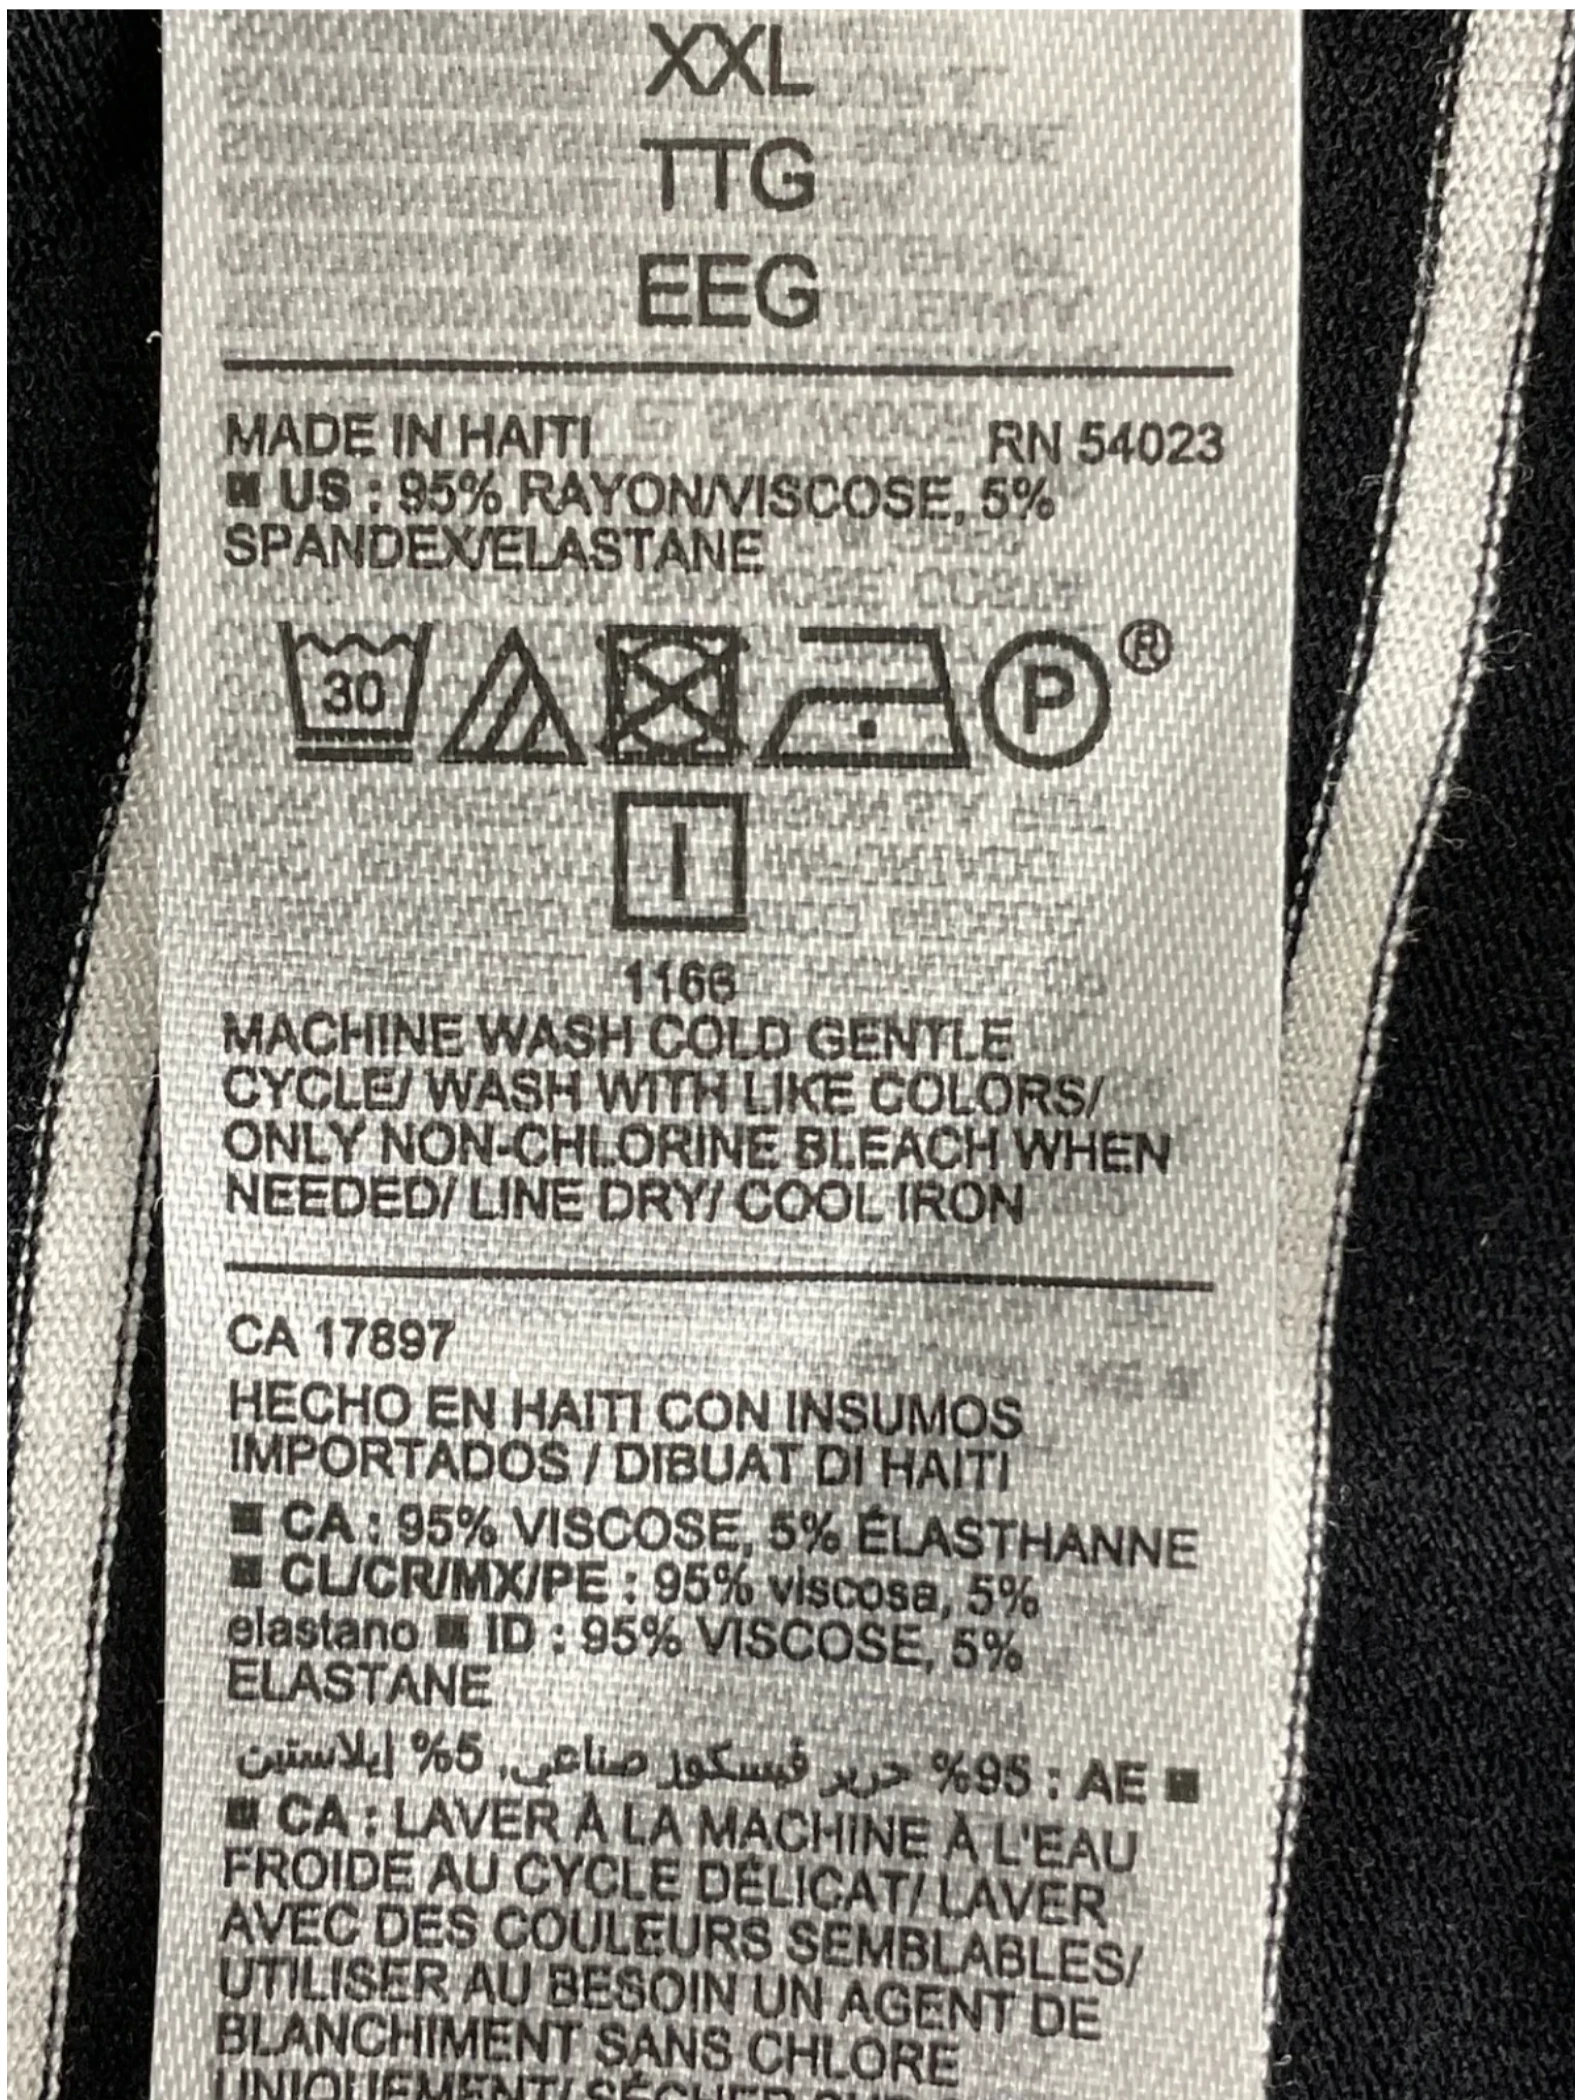 XXL
TTG
EEG
MADE IN HAITI RN 54023
■ US : 95% RAYON/VISCOSE, 5%
SPANDEX/ELASTANE
30 P ®
1166
MACHINE WASH COLD GENTLE
CYCLE/ WASH WITH LIKE COLORS/
ONLY NON-CHLORINE BLEACH WHEN
NEEDED/ LINE DRY/ COOL IRON
CA 17897
HECHO EN HAITI CON INSUMOS
IMPORTADOS / DIBUAT DI HAITI
■ CA : 95% VISCOSE, 5% ÉLASTHANNE
■ CL/CR/MX/PE : 95% viscosa, 5%
elastano ■ ID : 95% VISCOSE, 5%
ELASTANE
■ AE : 95% حرير فيسكوز صناعي, 5% إيلاستين
■ CA : LAVER À LA MACHINE À L'EAU
FROIDE AU CYCLE DÉLICAT/ LAVER
AVEC DES COULEURS SEMBLABLES/
UTILISER AU BESOIN UN AGENT DE
BLANCHIMENT SANS CHLORE
UNIQUEMENT/ SÉCHER SUR